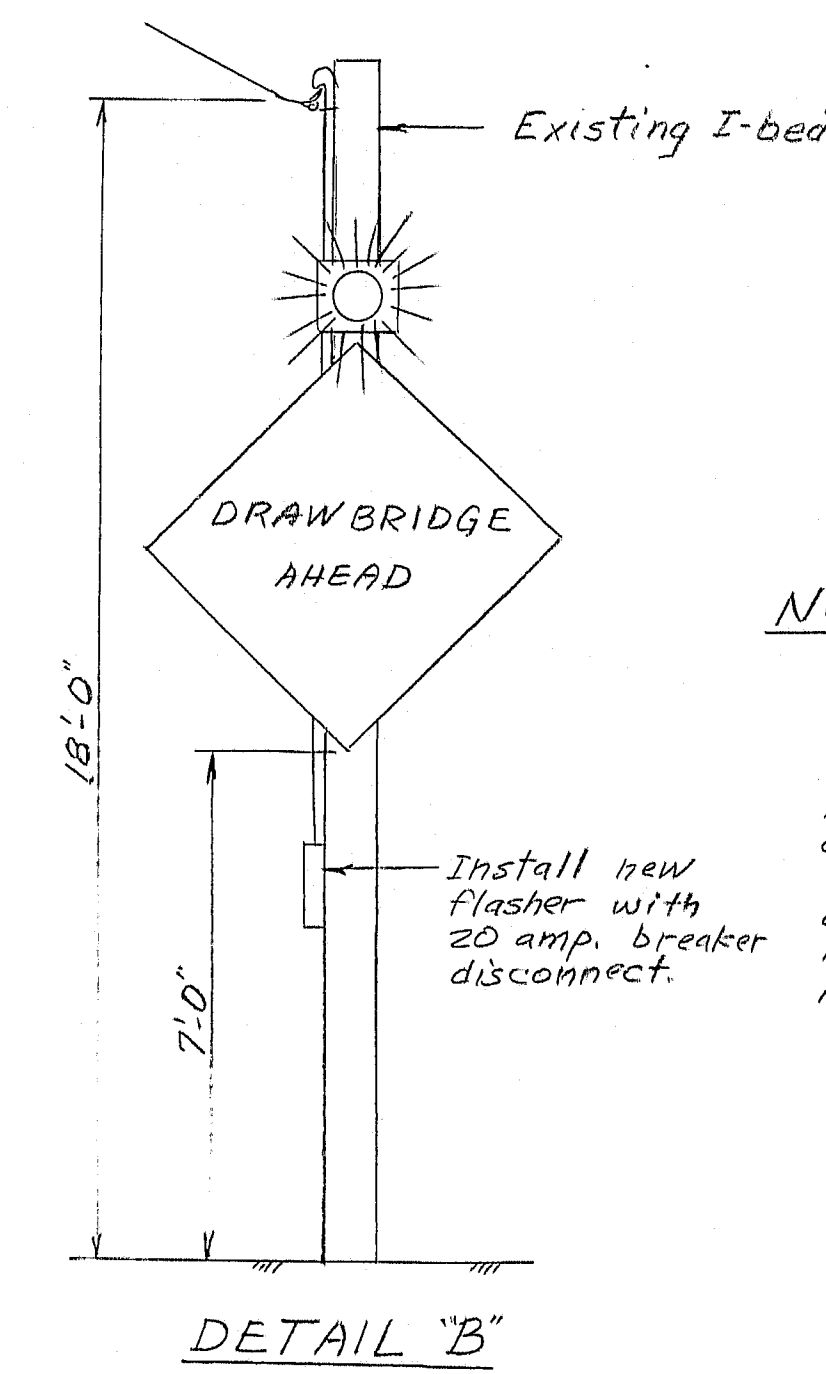 Existing I-bea
DRAWBRIDGE
AHEAD
18'-0"
7'-0"
Install new
flasher with
20 amp. breaker
disconnect.
DETAIL "B"